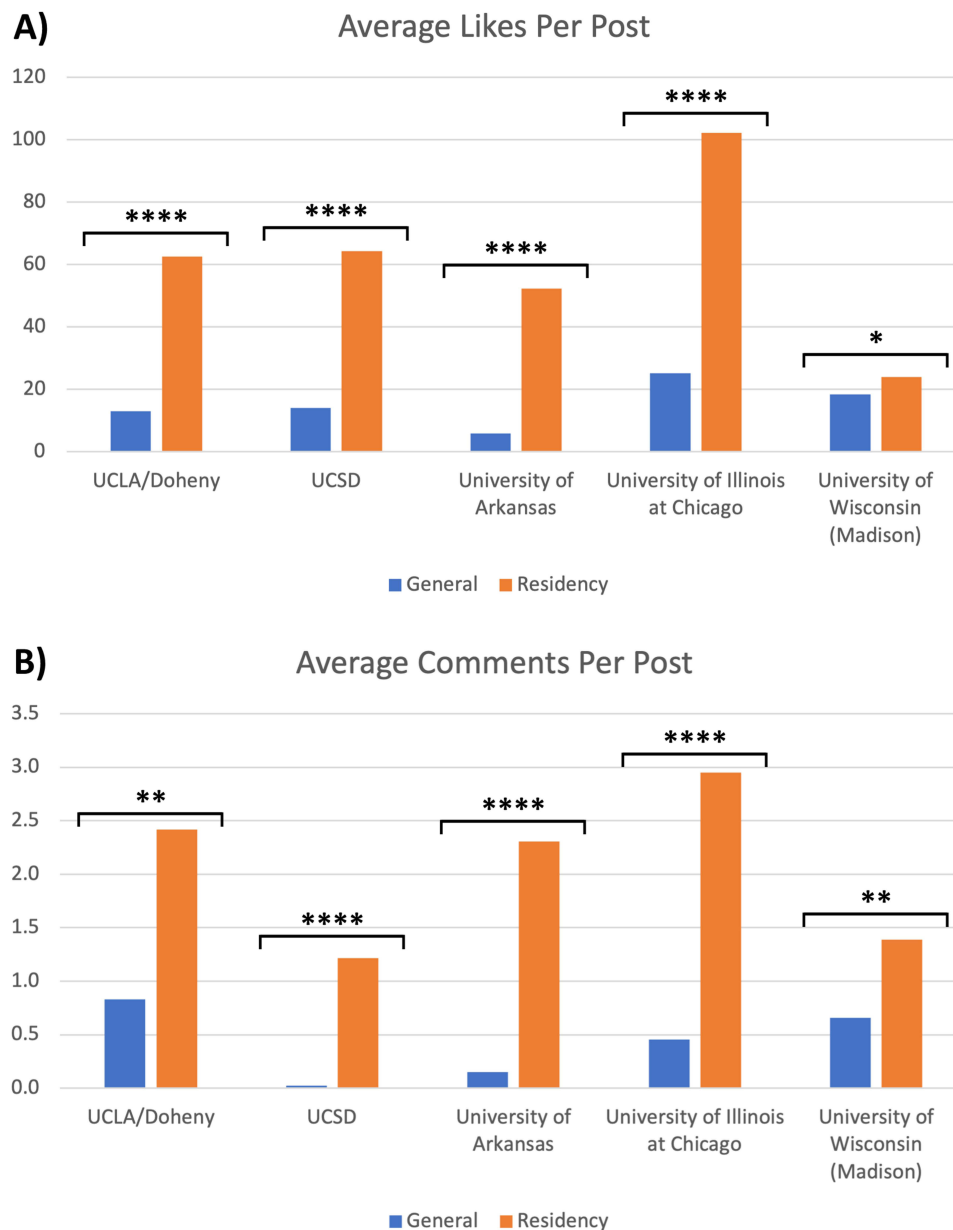 A)
Average Likes Per Post
120
100
80
60
40
20
0
****
****
****
****
*
UCLA/Doheny
UCSD
University of
Arkansas
University of Illinois
at Chicago
University of
Wisconsin
(Madison)
General Residency
B)
Average Comments Per Post
3.5
3.0
2.5
2.0
1.5
1.0
0.5
0.0
**
****
****
****
**
UCLA/Doheny
UCSD
University of
Arkansas
University of Illinois
at Chicago
University of
Wisconsin
(Madison)
General Residency